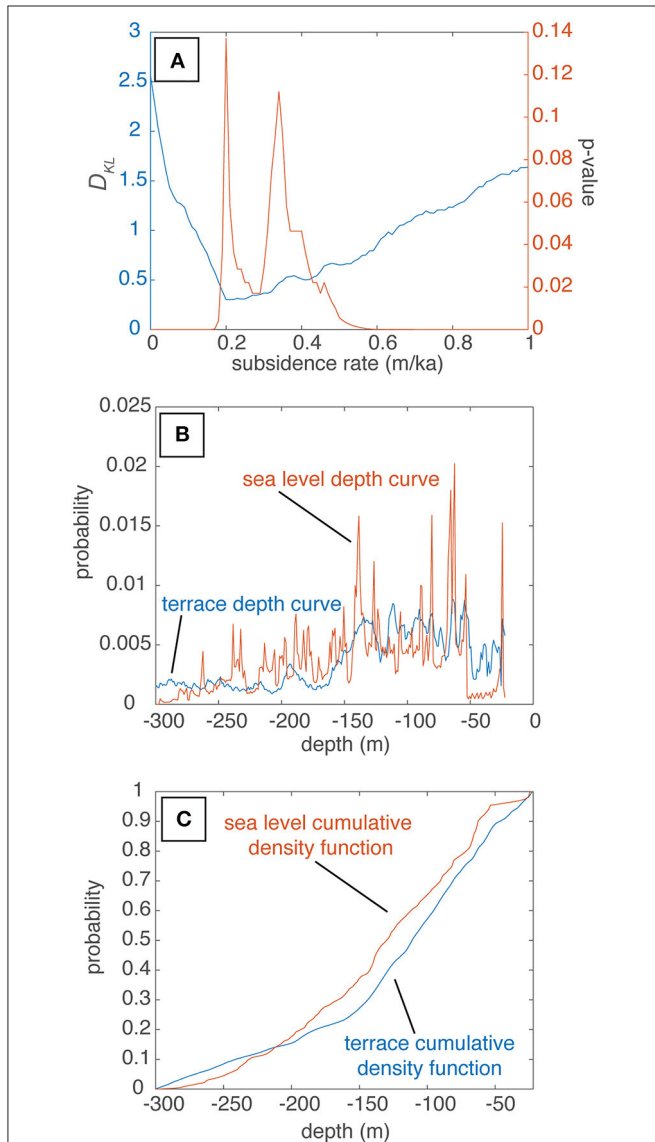 A
3
2.5
2
1.5
1
0.5
0
D_KL
0.14
0.12
0.1
0.08
0.06
0.04
0.02
0
p-value
0 0.2 0.4 0.6 0.8 1
subsidence rate (m/ka)
B
0.025
0.02
0.015
0.01
0.005
0
probability
sea level depth curve
terrace depth curve
-300 -250 -200 -150 -100 -50 0
depth (m)
C
1
0.9
0.8
0.7
0.6
0.5
0.4
0.3
0.2
0.1
0
probability
sea level cumulative
density function
terrace cumulative
density function
-300 -250 -200 -150 -100 -50
depth (m)